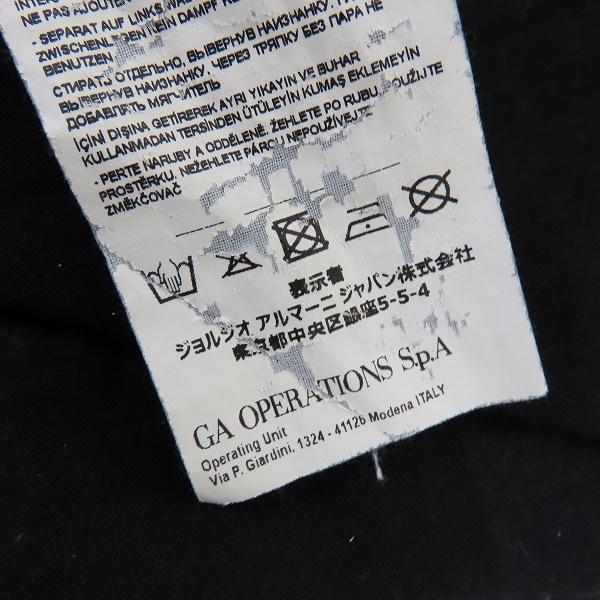 NE PAS AJOUTER
- SEPARAT AUF LINKS
ZWISCHENLEGEN DAMPF
BENUTZEN
СТИРАТЬ ОТДЕЛЬНО, ВЫВЕРНУВ НАИЗНАНКУ.
ВЫВЕРНУВ НАИЗНАНКУ, ЧЕРЕЗ ТРЯПКУ БЕЗ ПАРА НЕ
ДОБАВЛЯТЬ МЯГЧИТЕЛЬ
İÇİNİ DIŞINA GETİREREK AYRI YIKAYIN VE BUHAR
KULLANMADAN TERSİNDEN ÜTÜLEYİN KUMAŞ EKLEMEYİN
- PERTE NARUBY A ODDĚLENĚ. ŽEHLETE PO RUBU, POUŽIJTE
PROSTĚRKU. NEŽEHLETE PÁROU NEPOUŽÍVEJTE
ZMĚKČOVAČ
表示者
ジョルジオ アルマーニ ジャパン株式会社
東京都中央区銀座5-5-4
GA OPERATIONS S.p.A
Operating Unit
Via P. Giardini, 1324 - 41126 Modena ITALY